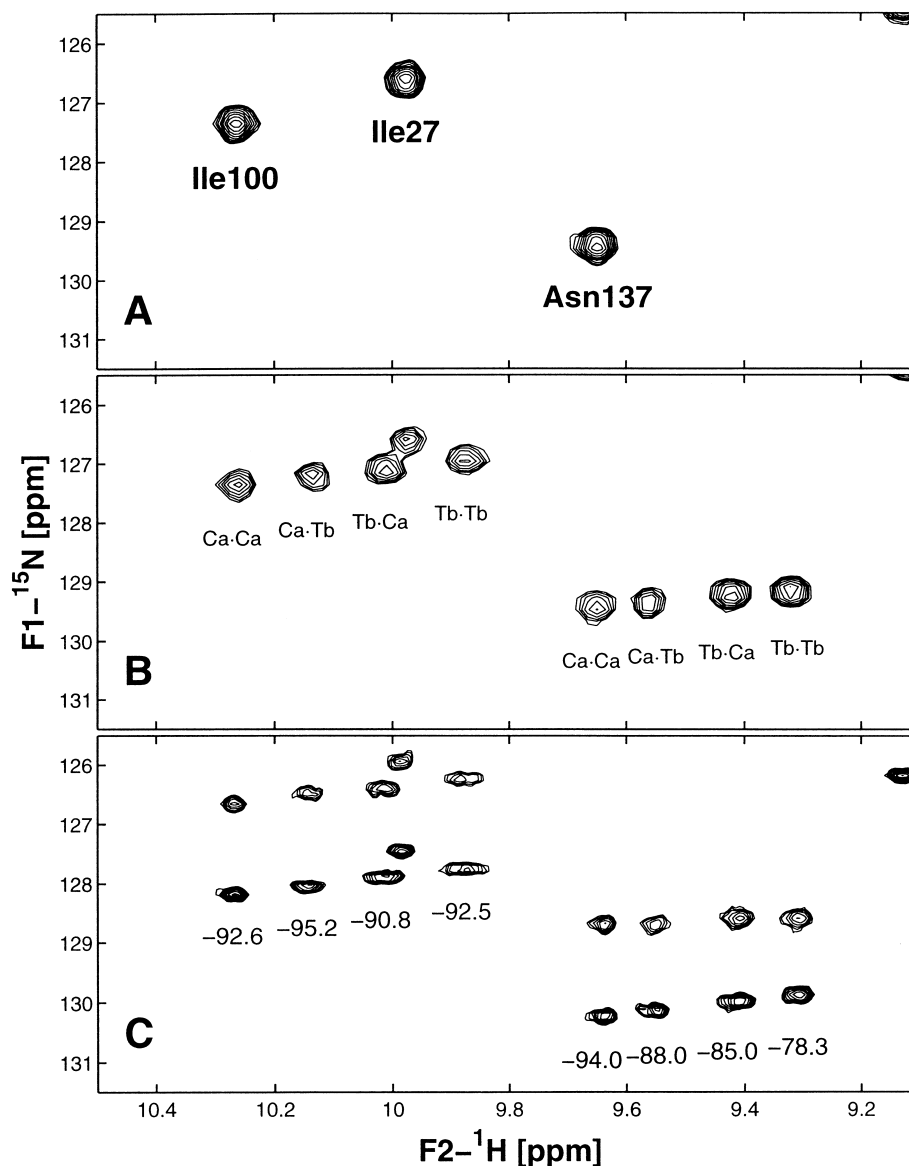 126
127
128
129
130
131
Ile100
Ile27
Asn137
A
126
127
128
129
130
131
Ca·Ca
Ca·Tb
Tb·Ca
Tb·Tb
Ca·Ca
Ca·Tb
Tb·Ca
Tb·Tb
B
F1–¹⁵N [ppm]
126
127
128
129
130
131
–92.6
–95.2
–90.8
–92.5
–94.0
–88.0
–85.0
–78.3
C
10.4
10.2
10
9.8
9.6
9.4
9.2
F2–¹H [ppm]